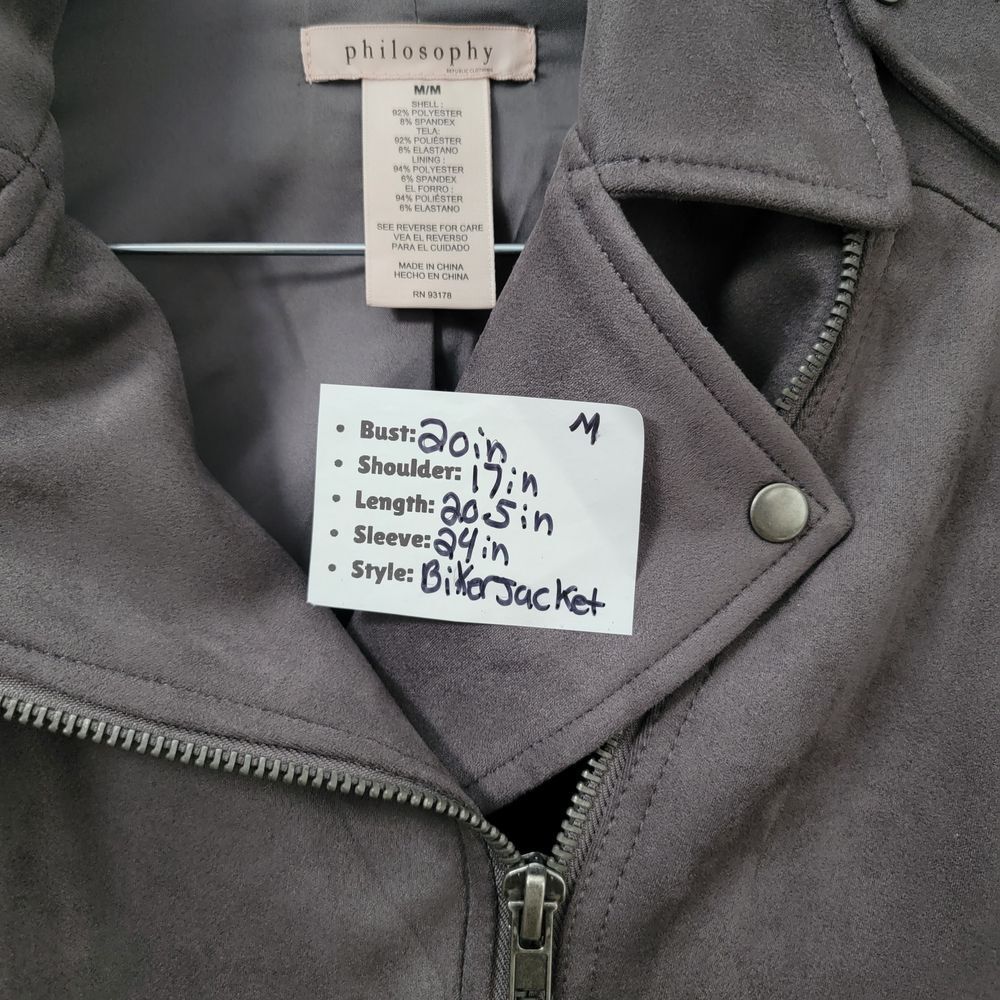 philosophy
REPUBLIC CLOTHING
M/M
SHELL :
92% POLYESTER
8% SPANDEX
TELA:
92% POLIÉSTER
8% ELASTANO
LINING :
94% POLYESTER
6% SPANDEX
EL FORRO :
94% POLIÉSTER
6% ELASTANO
SEE REVERSE FOR CARE
VEA EL REVERSO
PARA EL CUIDADO
MADE IN CHINA
HECHO EN CHINA
RN 93178
M
• Bust: 20in
• Shoulder: 17in
• Length: 20.5in
• Sleeve: 24in
• Style: Biker Jacket